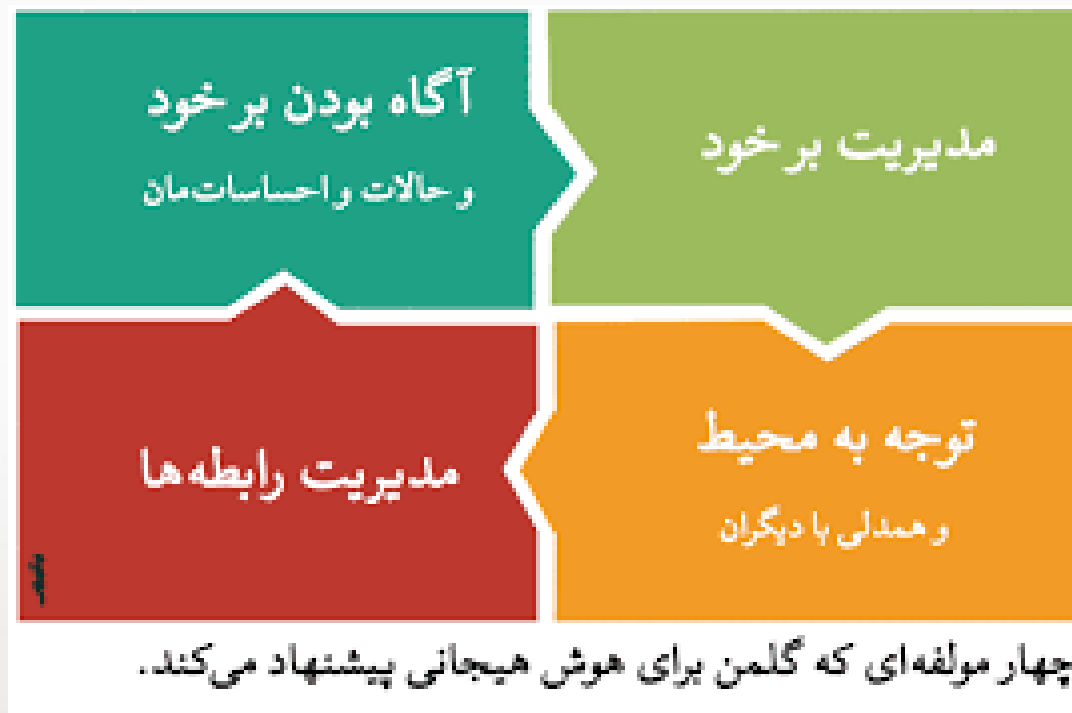 آگاه بودن بر خود
و حالات و احساسات‌مان
مدیریت بر خود
توجه به محیط
و همدلی با دیگران
مدیریت رابطه‌ها
چهار مولفه‌ای که گلمن برای هوش هیجانی پیشنهاد می‌کند.